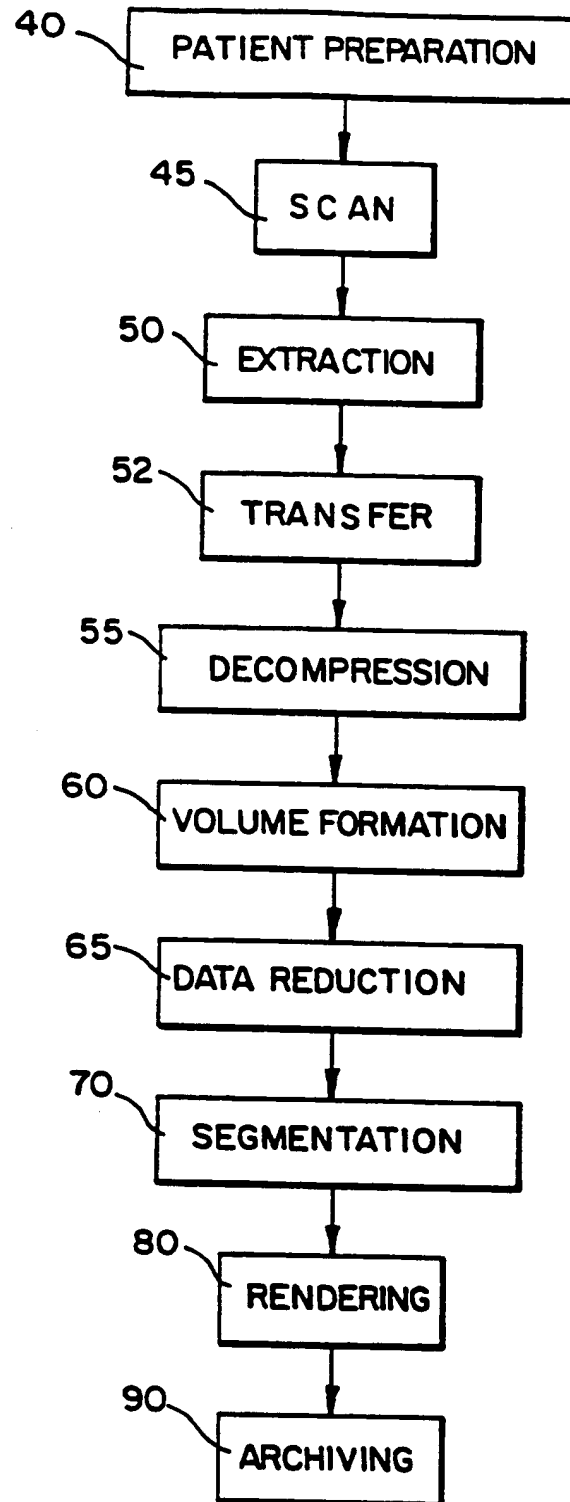 40 PATIENT PREPARATION
45 SCAN
50 EXTRACTION
52 TRANSFER
55 DECOMPRESSION
60 VOLUME FORMATION
65 DATA REDUCTION
70 SEGMENTATION
80 RENDERING
90 ARCHIVING